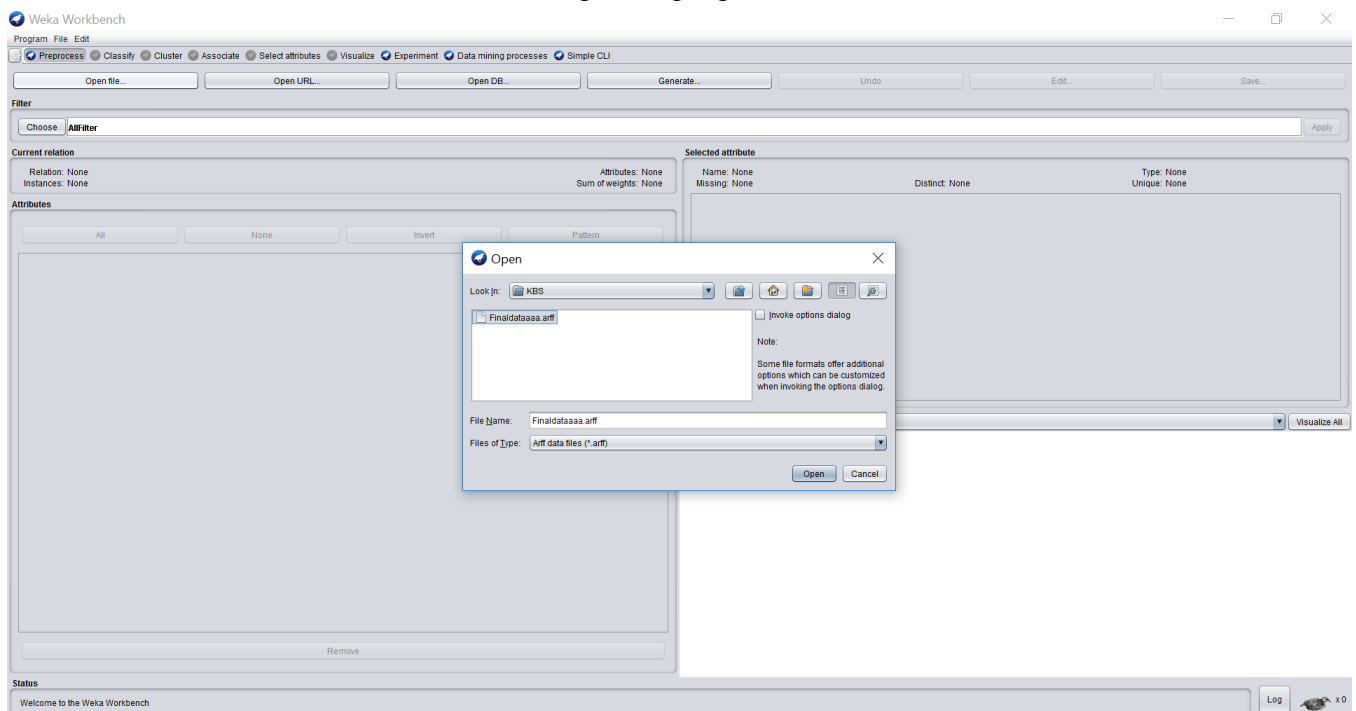 Weka Workbench
Program File Edit
Preprocess Classify Cluster Associate Select attributes Visualize Experiment Data mining processes Simple CLI
Open file... Open URL... Open DB... Generate... Undo Edit... Save...
Filter
Choose AllFilter Apply
Current relation
Relation: None Attributes: None
Instances: None Sum of weights: None
Selected attribute
Name: None Type: None
Missing: None Distinct: None Unique: None
Attributes
All None Invert Pattern
Open
Look In: KBS
Finaldataaaa.arff
Invoke options dialog
Note:
Some file formats offer additional
options which can be customized
when invoking the options dialog.
File Name: Finaldataaaa.arff
Files of Type: Arff data files (*.arff)
Open Cancel
Visualize All
Remove
Status
Welcome to the Weka Workbench
Log x 0